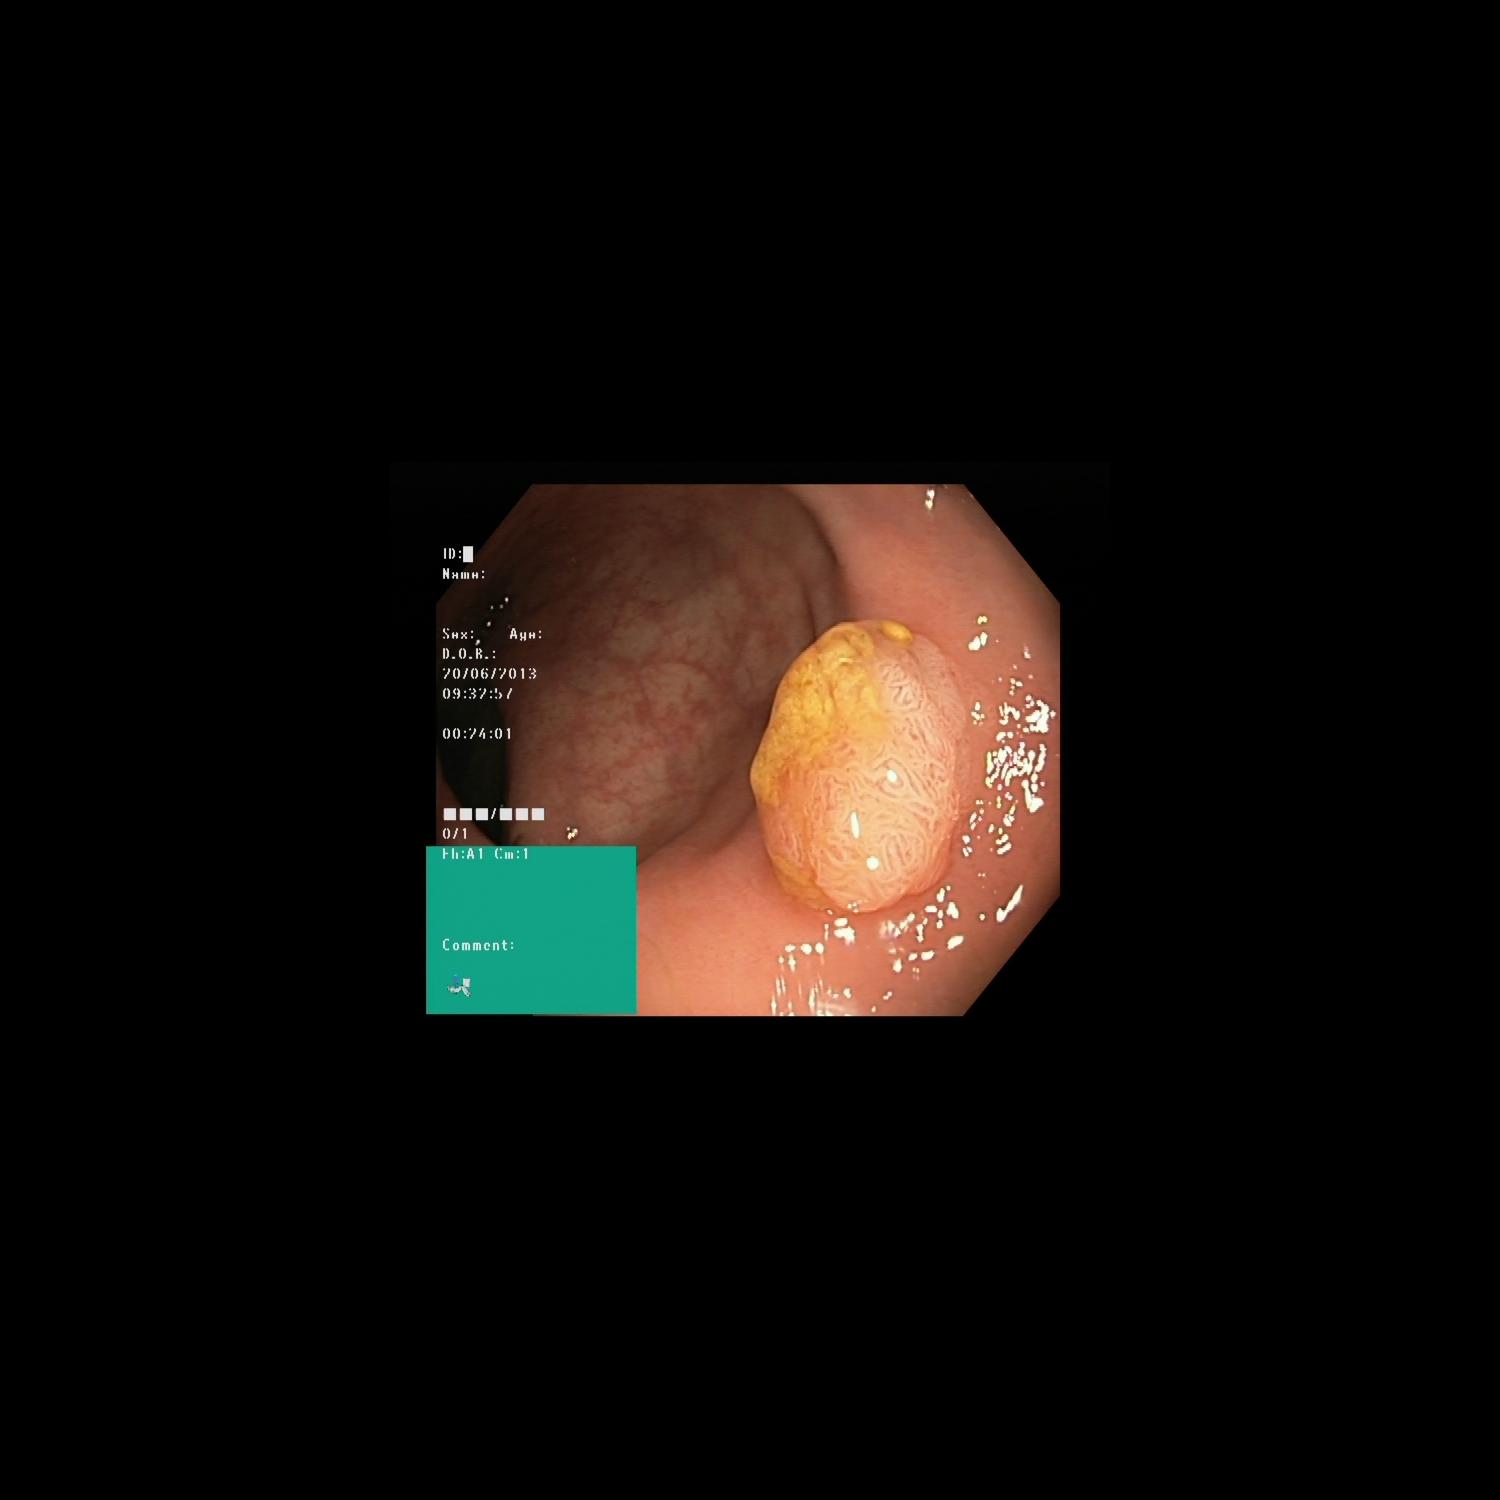 ID:
Name:
Sex: Age:
D.O.B.:
20/06/2013
09:32:57
00:24:01
■■■/■■■
0/1
Eh:A1 Cm:1
Comment: